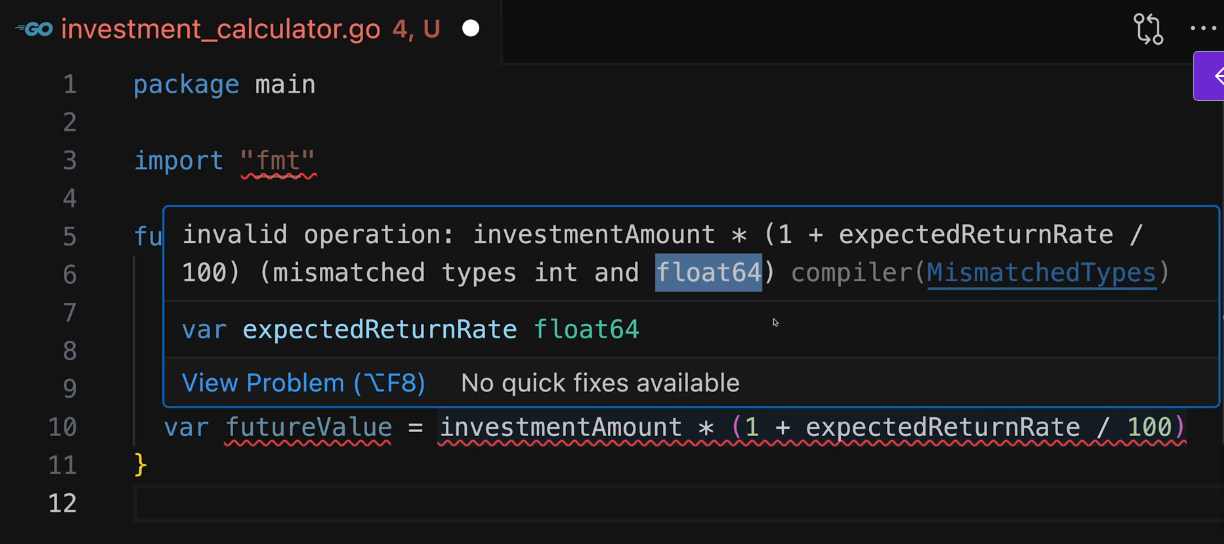 GO investment_calculator.go 4, U
1 package main
2
3 import "fmt"
4
5 fu
6
7
8
9
invalid operation: investmentAmount * (1 + expectedReturnRate /
100) (mismatched types int and float64) compiler(MismatchedTypes)
var expectedReturnRate float64
View Problem (⌥F8) No quick fixes available
10 var futureValue = investmentAmount * (1 + expectedReturnRate / 100)
11 }
12